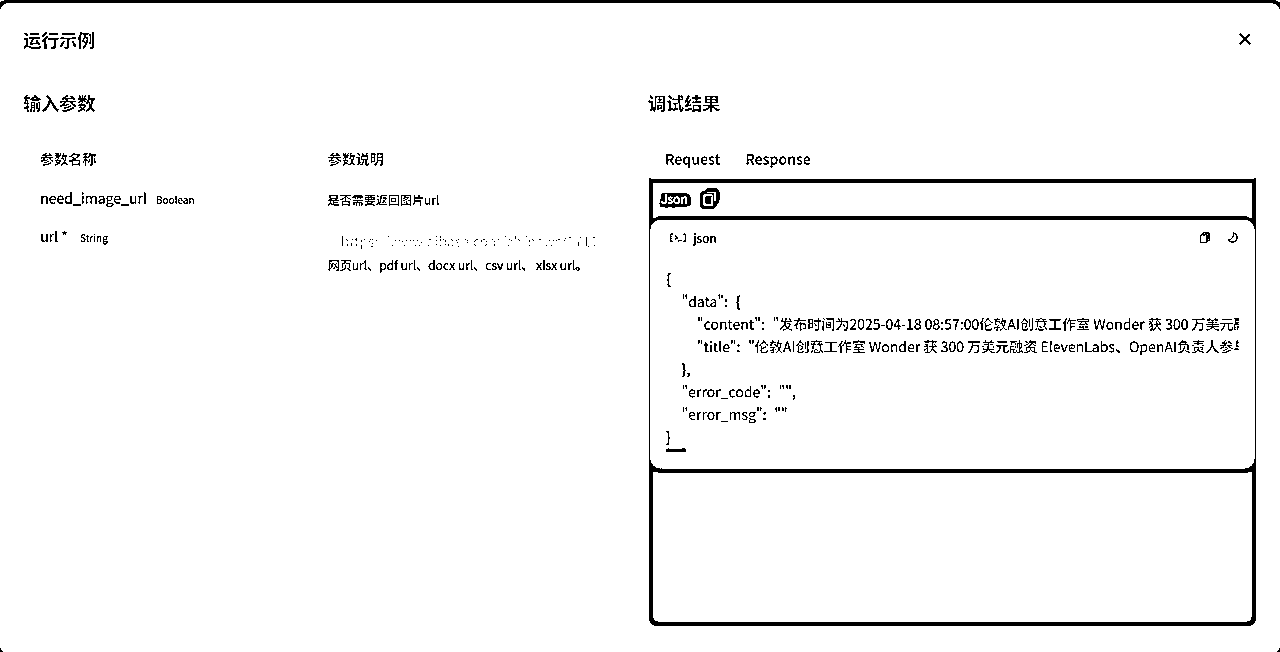 运行示例
输入参数
参数名称 参数说明
need_image_url Boolean 是否需要返回图片url
url * String
网页url、pdf url、docx url、csv url、 xlsx url。
调试结果
Request Response
Json
json
{
"data": {
"content": "发布时间为2025-04-18 08:57:00伦敦AI创意工作室 Wonder 获 300 万美元
"title": "伦敦AI创意工作室 Wonder 获 300 万美元融资 ElevenLabs、OpenAI负责人参
},
"error_code": "",
"error_msg": ""
}